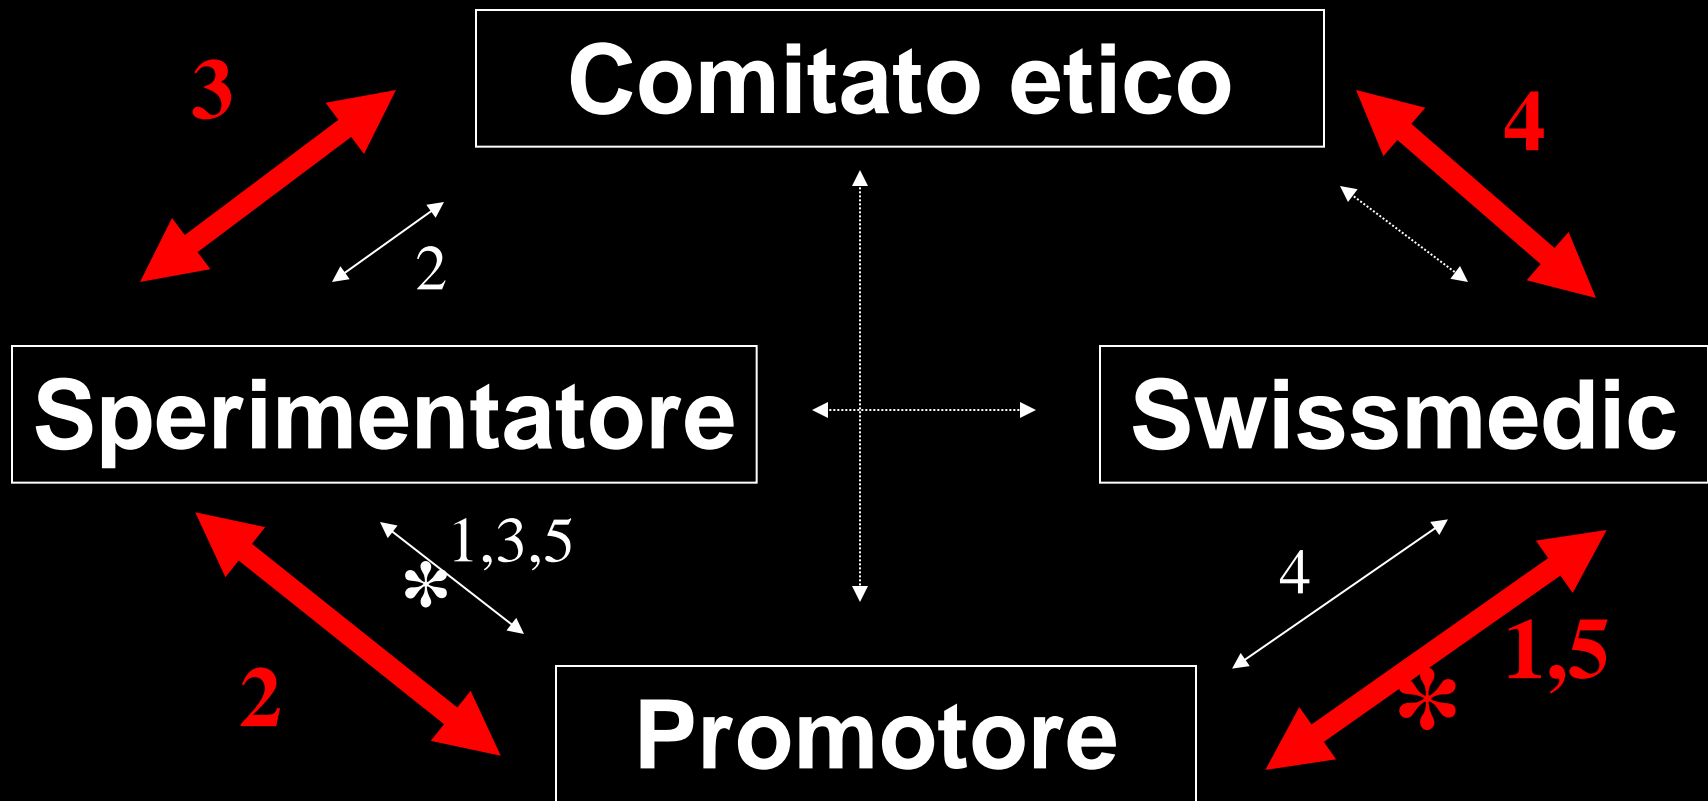 Comitato etico
3
4
2
Sperimentatore
Swissmedic
1,3,5
*
4
1,5
*
2
Promotore